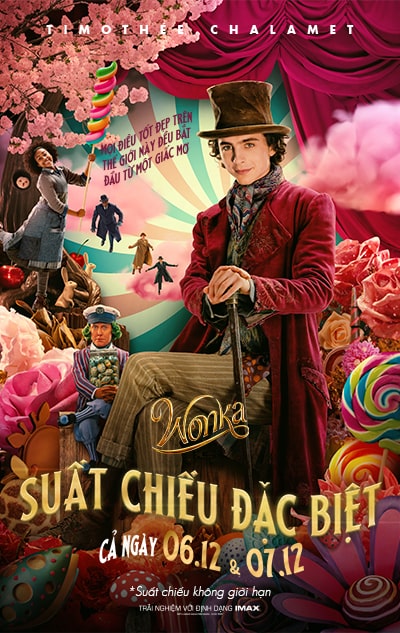 TIMOTHÉE CHALAMET
MỌI ĐIỀU TỐT ĐẸP TRÊN
THẾ GIỚI NÀY ĐỀU BẮT
ĐẦU TỪ MỘT GIẤC MƠ
Wonka
SUẤT CHIẾU ĐẶC BIỆT
CẢ NGÀY 06.12 & 07.12
*Suất chiếu không giới hạn
TRẢI NGHIỆM VỚI ĐỊNH DẠNG IMAX